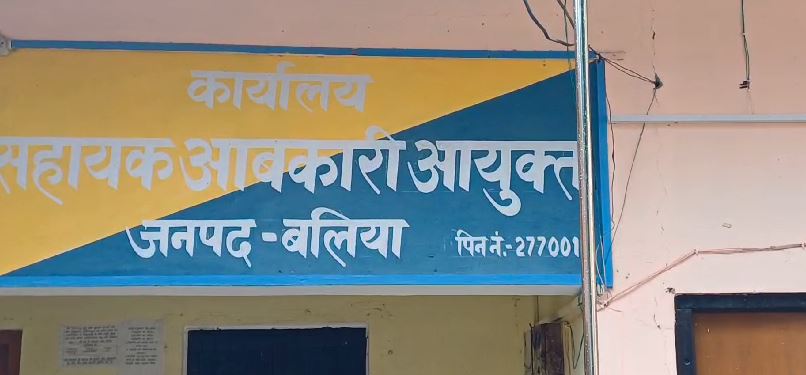 कार्यालय
सहायक आबकारी आयुक्त
जनपद - बलिया
पिन नं:- 277001